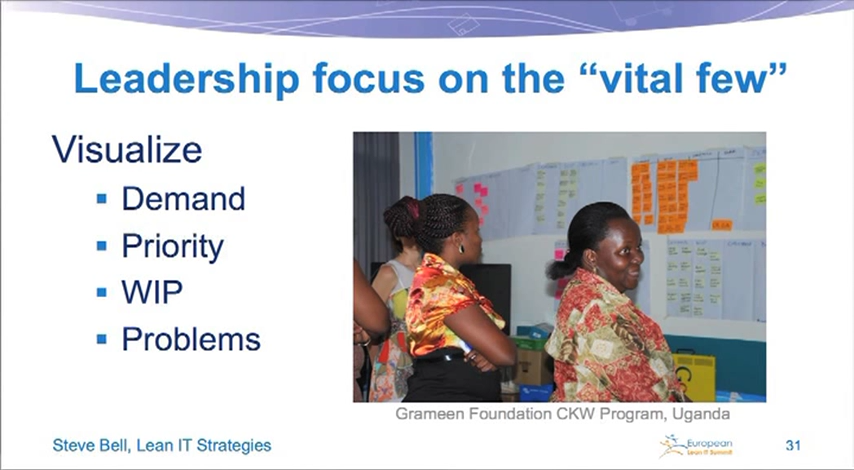 Leadership focus on the “vital few”
Visualize
Demand
Priority
WIP
Problems
Grameen Foundation CKW Program, Uganda
Steve Bell, Lean IT Strategies
European
Lean IT Summit
31